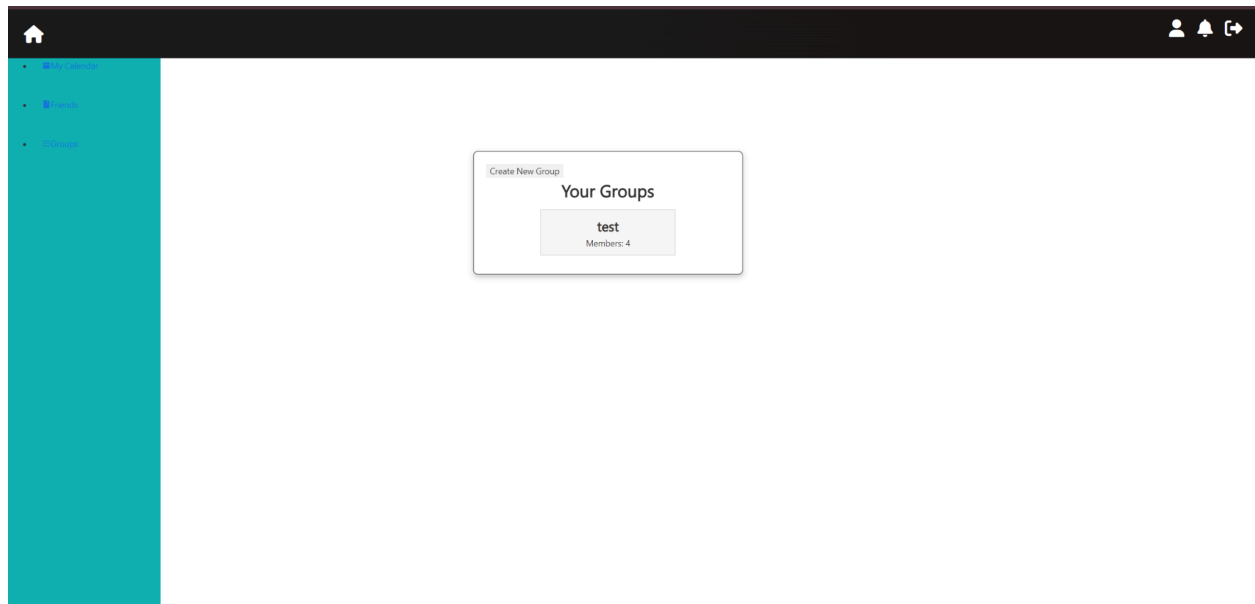 My Calendar
Friends
Groups
Create New Group
Your Groups
test
Members: 4